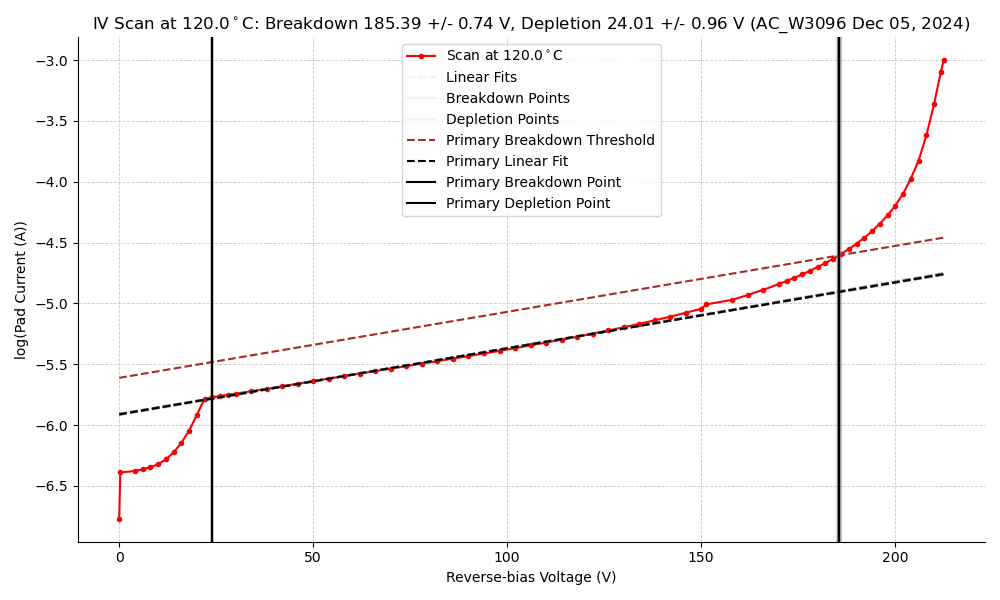 IV Scan at 120.0°C: Breakdown 185.39 +/- 0.74 V, Depletion 24.01 +/- 0.96 V (AC_W3096 Dec 05, 2024)
Scan at 120.0°C
Linear Fits
Breakdown Points
Depletion Points
Primary Breakdown Threshold
Primary Linear Fit
Primary Breakdown Point
Primary Depletion Point
log(Pad Current (A))
−3.0
−3.5
−4.0
−4.5
−5.0
−5.5
−6.0
−6.5
0 50 100 150 200
Reverse-bias Voltage (V)